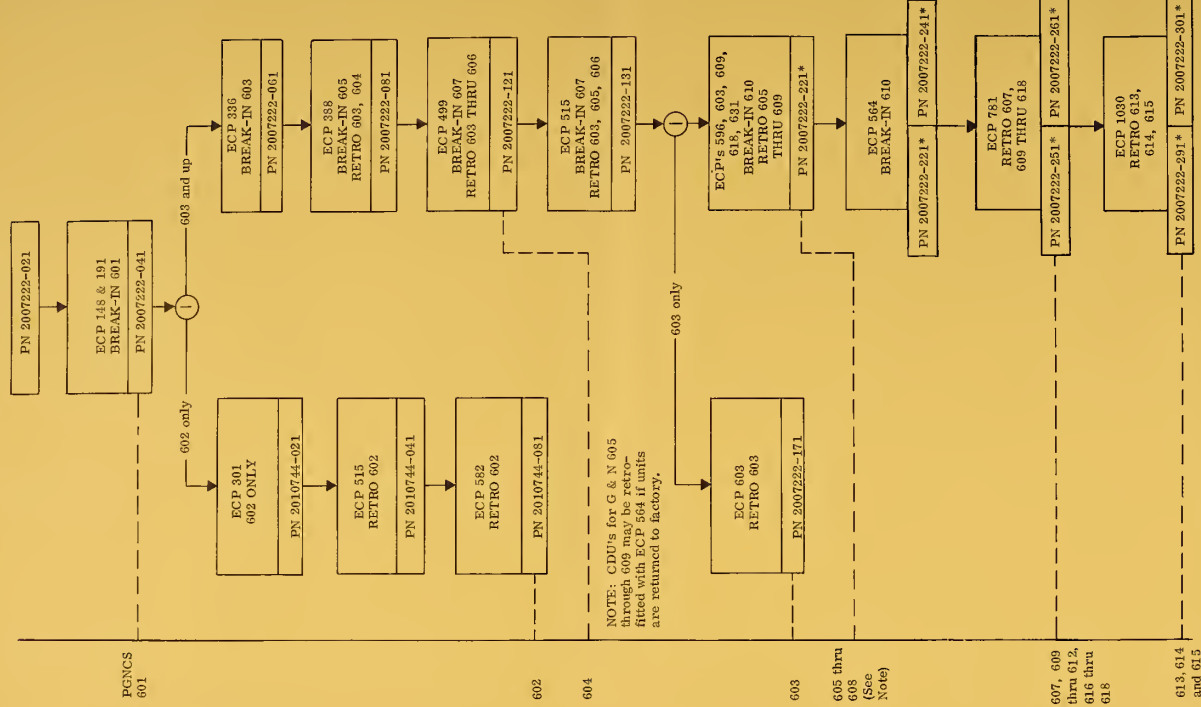 PN 2007222-021
ECP 148 & 191
BREAK-IN 601
PN 2007222-041
602 only
603 and up
ECP 301
602 ONLY
PN 2010744-021
ECP 515
RETRO 602
PN 2010744-041
ECP 582
RETRO 602
PN 2010744-081
ECP 336
BREAK-IN 603
PN 2007222-061
ECP 388
BREAK-IN 605
RETRO 603, 604
PN 2007222-081
ECP 499
BREAK-IN 607
RETRO 603 THRU 606
PN 2007222-121
ECP 515
BREAK-IN 607
RETRO 603, 605, 606
PN 2007222-131
NOTE: CDU's for G & N 605
through 609 may be retro-
fitted with ECP 564 if units
are returned to factory.
603 only
ECP 603
RETRO 603
PN 2007222-171
ECP's 596, 603, 609,
618, 631
BREAK-IN 610
RETRO 605
THRU 609
PN 2007222-221*
ECP 564
BREAK-IN 610
PN 2007222-221*
PN 2007222-241*
ECP 781
RETRO 607,
609 THRU 618
PN 2007222-251*
PN 2007222-261*
ECP 1030
RETRO 613,
614, 615
PN 2007222-291*
PN 2007222-301*
PGNCS
601
602
604
603
605 thru
608
(See
Note)
607, 609
thru 612,
616 thru
618
613, 614
and 615